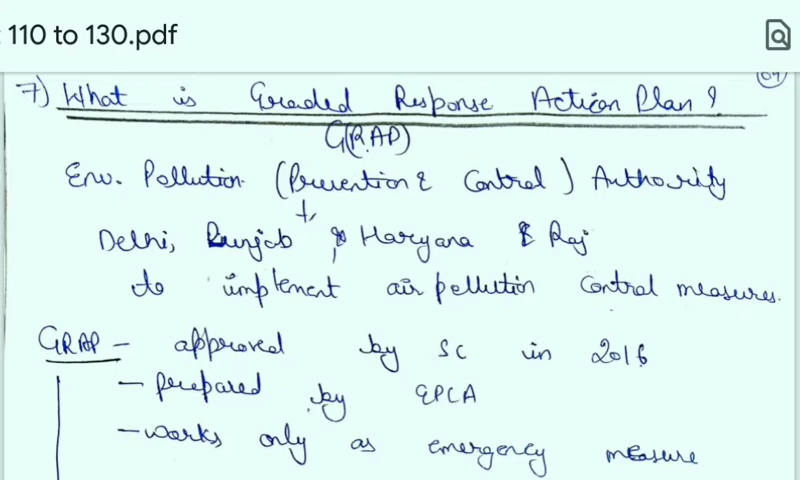 110 to 130.pdf
(07)
7) What is Graded Response Action Plan?
G(RAP)
Env. Pollution (Prevention & Control) Authority
Delhi, Punjab, Haryana & Raj
to implement air pollution control measures.
GRAP - approved by SC in 2016
- prepared by EPCA
- works only as emergency measure